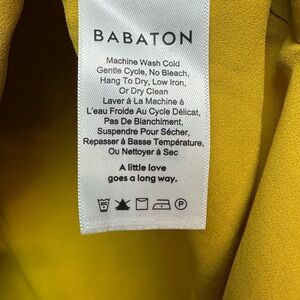 BABATON
Machine Wash Cold
Gentle Cycle, No Bleach,
Hang To Dry, Low Iron,
Or Dry Clean
Laver à La Machine à
L'eau Froide Au Cycle Délicat,
Pas De Blanchiment,
Suspendre Pour Sécher,
Repasser à Basse Température,
Ou Nettoyer à Sec
A little love
goes a long way.
30
P